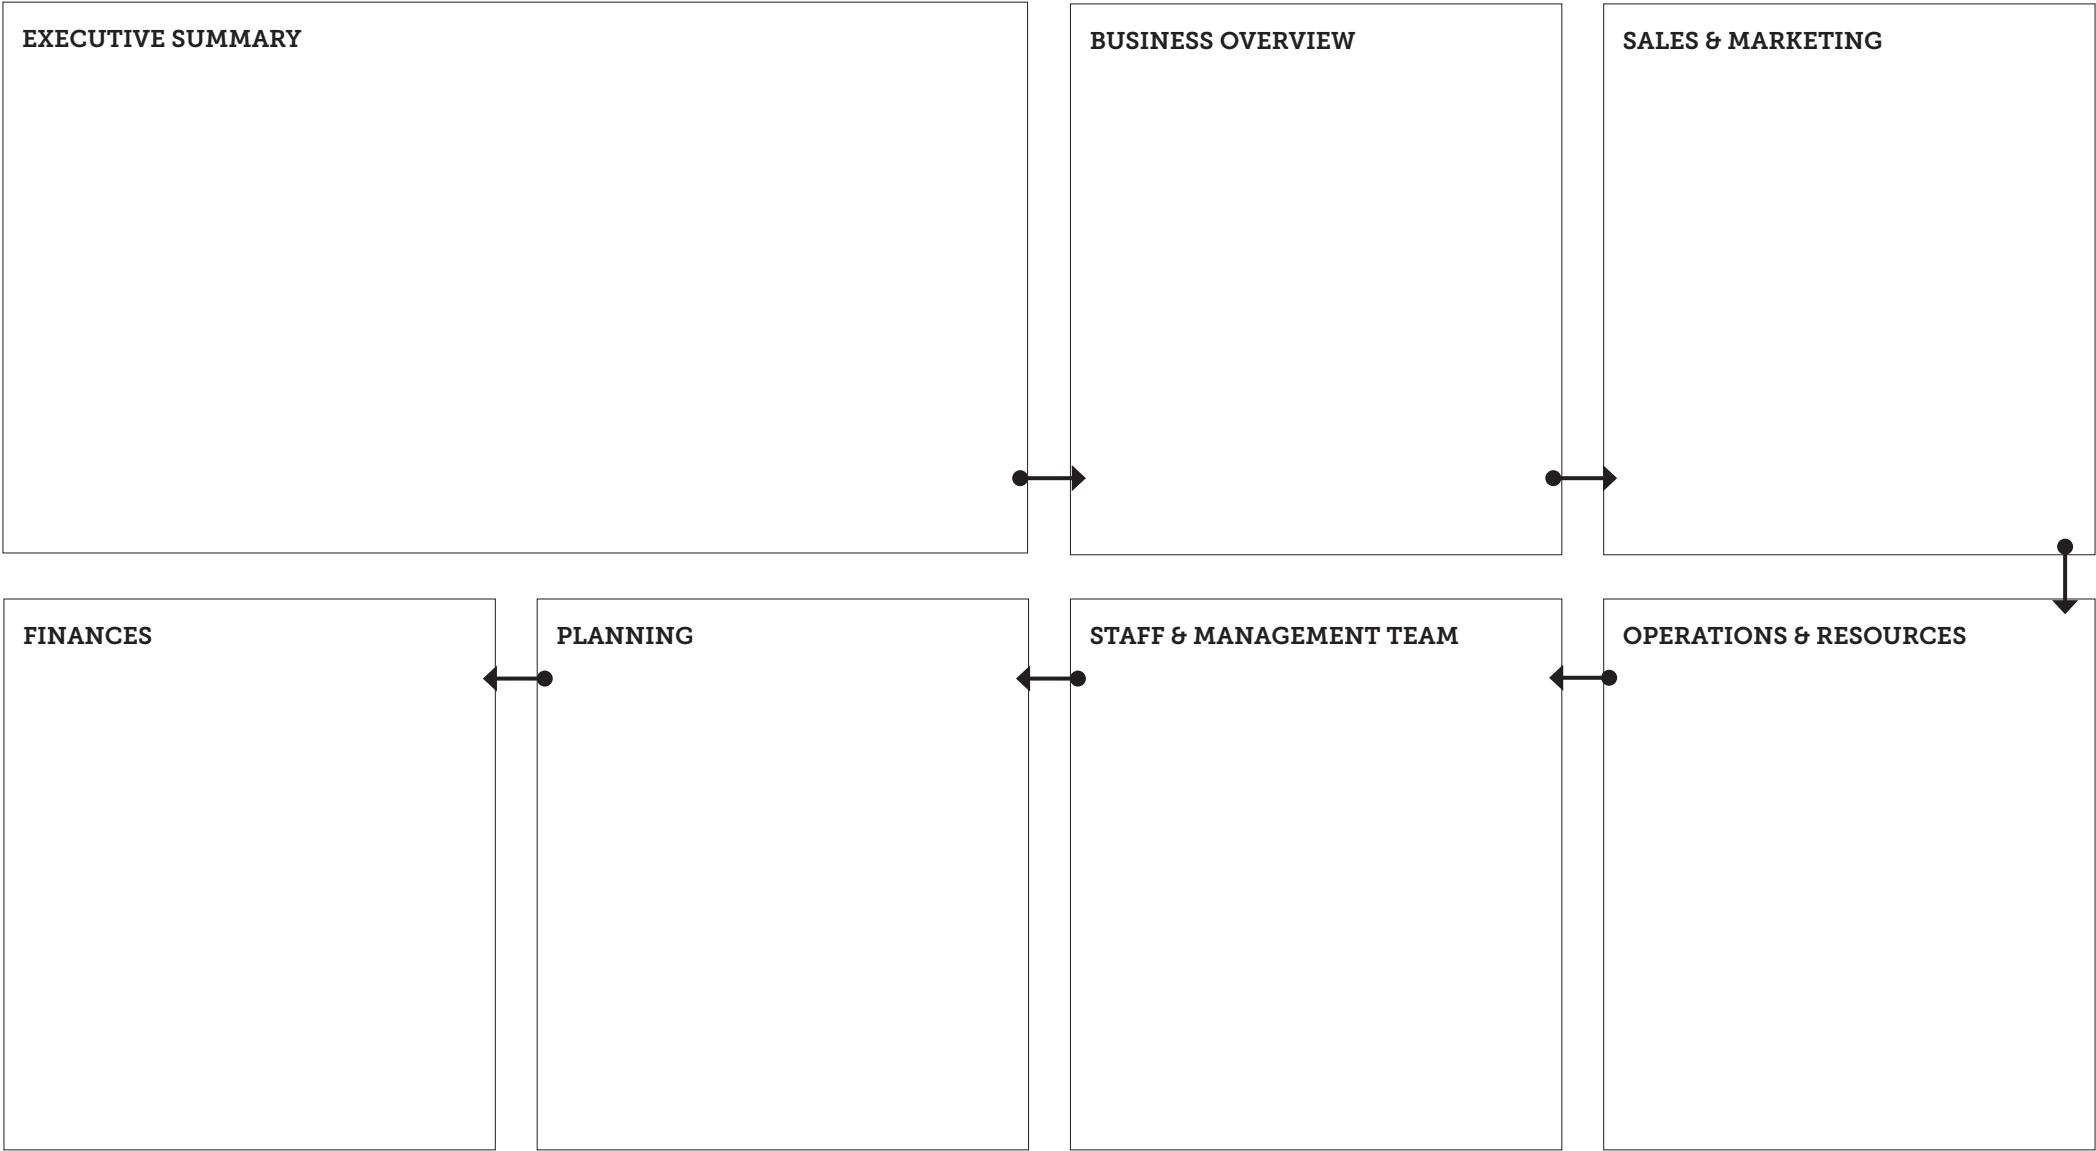 EXECUTIVE SUMMARY
BUSINESS OVERVIEW
SALES & MARKETING
FINANCES
PLANNING
STAFF & MANAGEMENT TEAM
OPERATIONS & RESOURCES